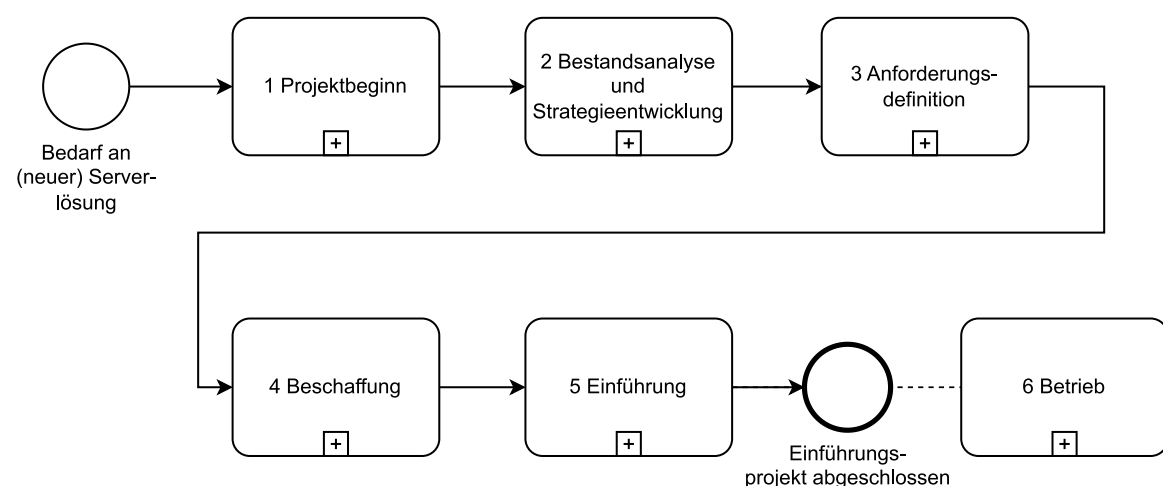 Bedarf an
(neuer) Server-
lösung
1 Projektbeginn
2 Bestandsanalyse
und
Strategieentwicklung
3 Anforderungs-
definition
4 Beschaffung
5 Einführung
Einführungs-
projekt abgeschlossen
6 Betrieb